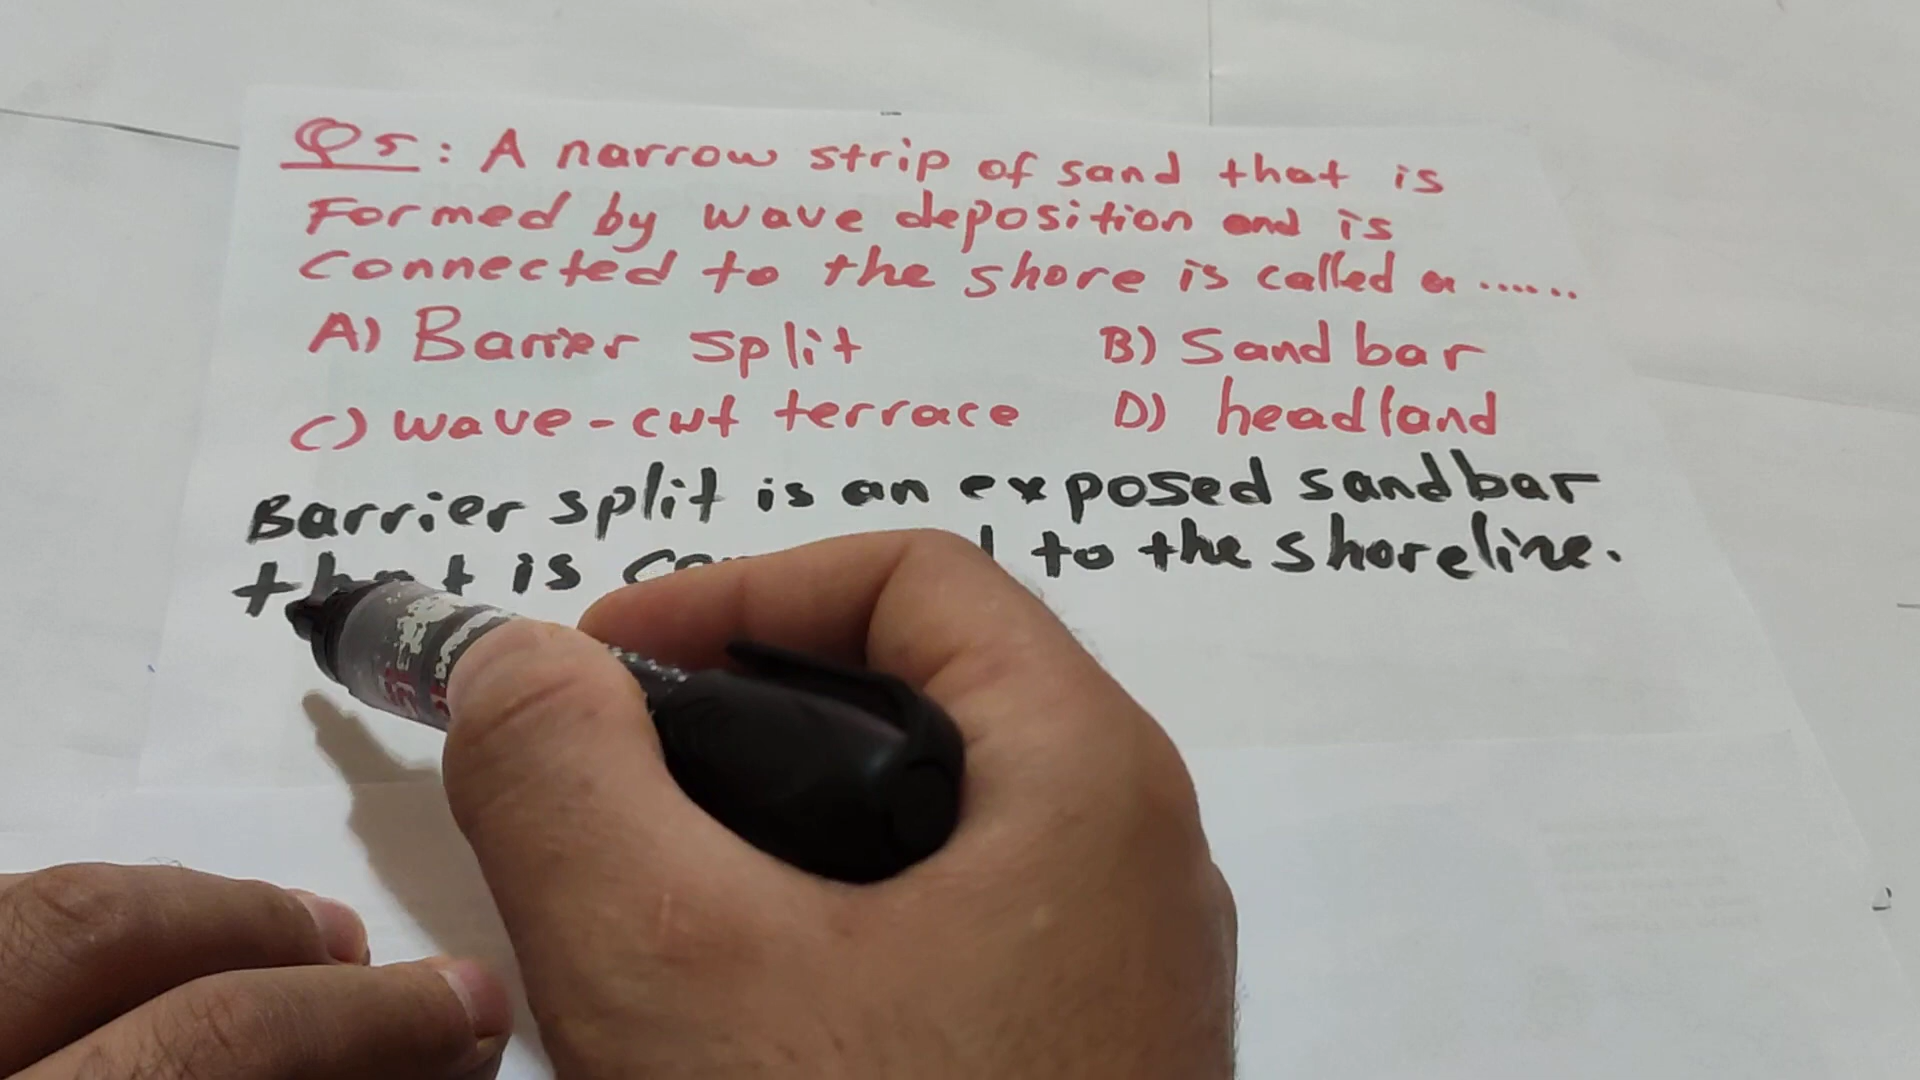 Q5: A narrow strip of sand that is
Formed by wave deposition and is
Connected to the shore is called a ......
A) Barrier split B) Sand bar
C) wave-cut terrace D) headland
Barrier split is an exposed sandbar
that is to the shoreline.